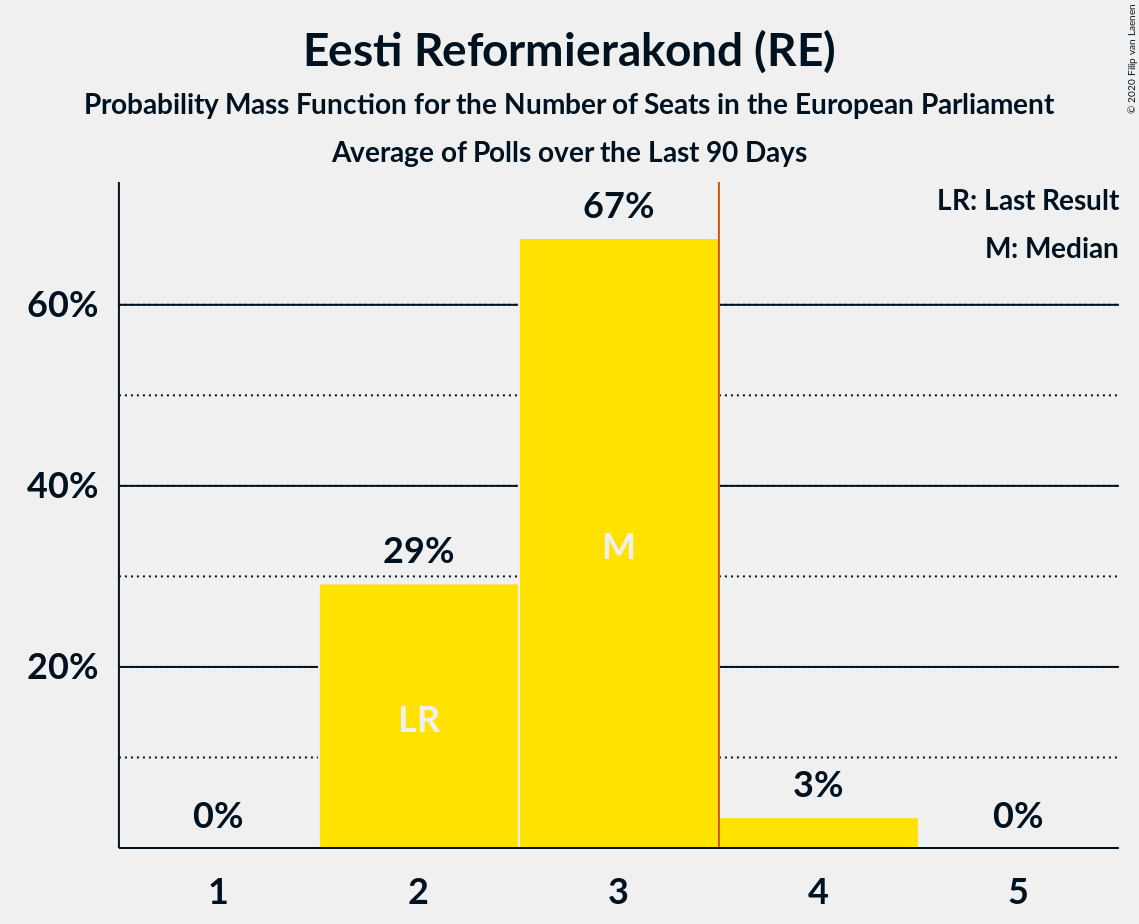 Eesti Reformierakond (RE)
Probability Mass Function for the Number of Seats in the European Parliament
Average of Polls over the Last 90 Days
© 2020 Filip van Laenen
LR: Last Result
M: Median
67%
60%
29%
M
40%
20%
LR
0%
3%
0%
1
2
3
4
5